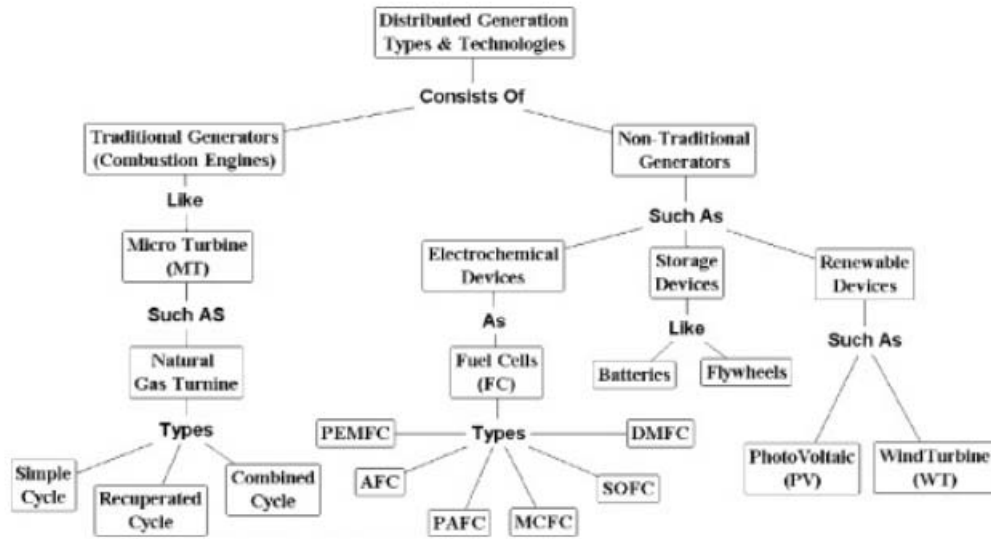 Distributed Generation
Types & Technologies
Consists Of
Traditional Generators
(Combustion Engines)
Non-Traditional
Generators
Like
Such As
Micro Turbine
(MT)
Electrochemical
Devices
Storage
Devices
Renewable
Devices
Such AS
As
Like
Such As
Natural
Gas Turnine
Fuel Cells
(FC)
Batteries
Flywheels
Types
PEMFC
Types
DMFC
PhotoVoltaic
(PV)
WindTurbine
(WT)
Simple
Cycle
Recuperated
Cycle
Combined
Cycle
AFC
PAFC
MCFC
SOFC